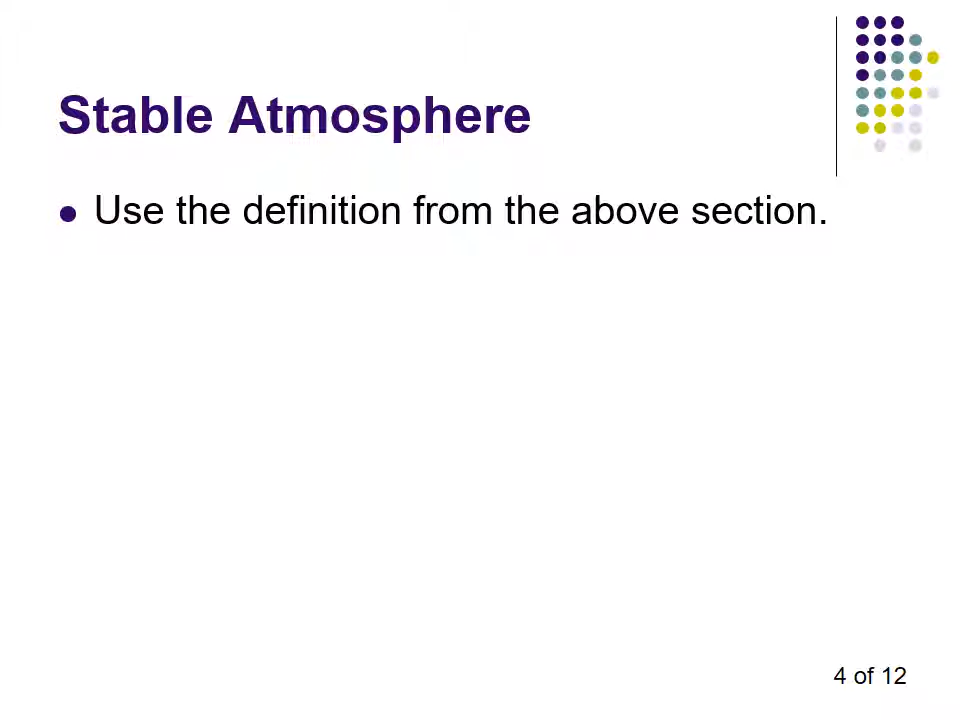 Stable Atmosphere
Use the definition from the above section.
4 of 12